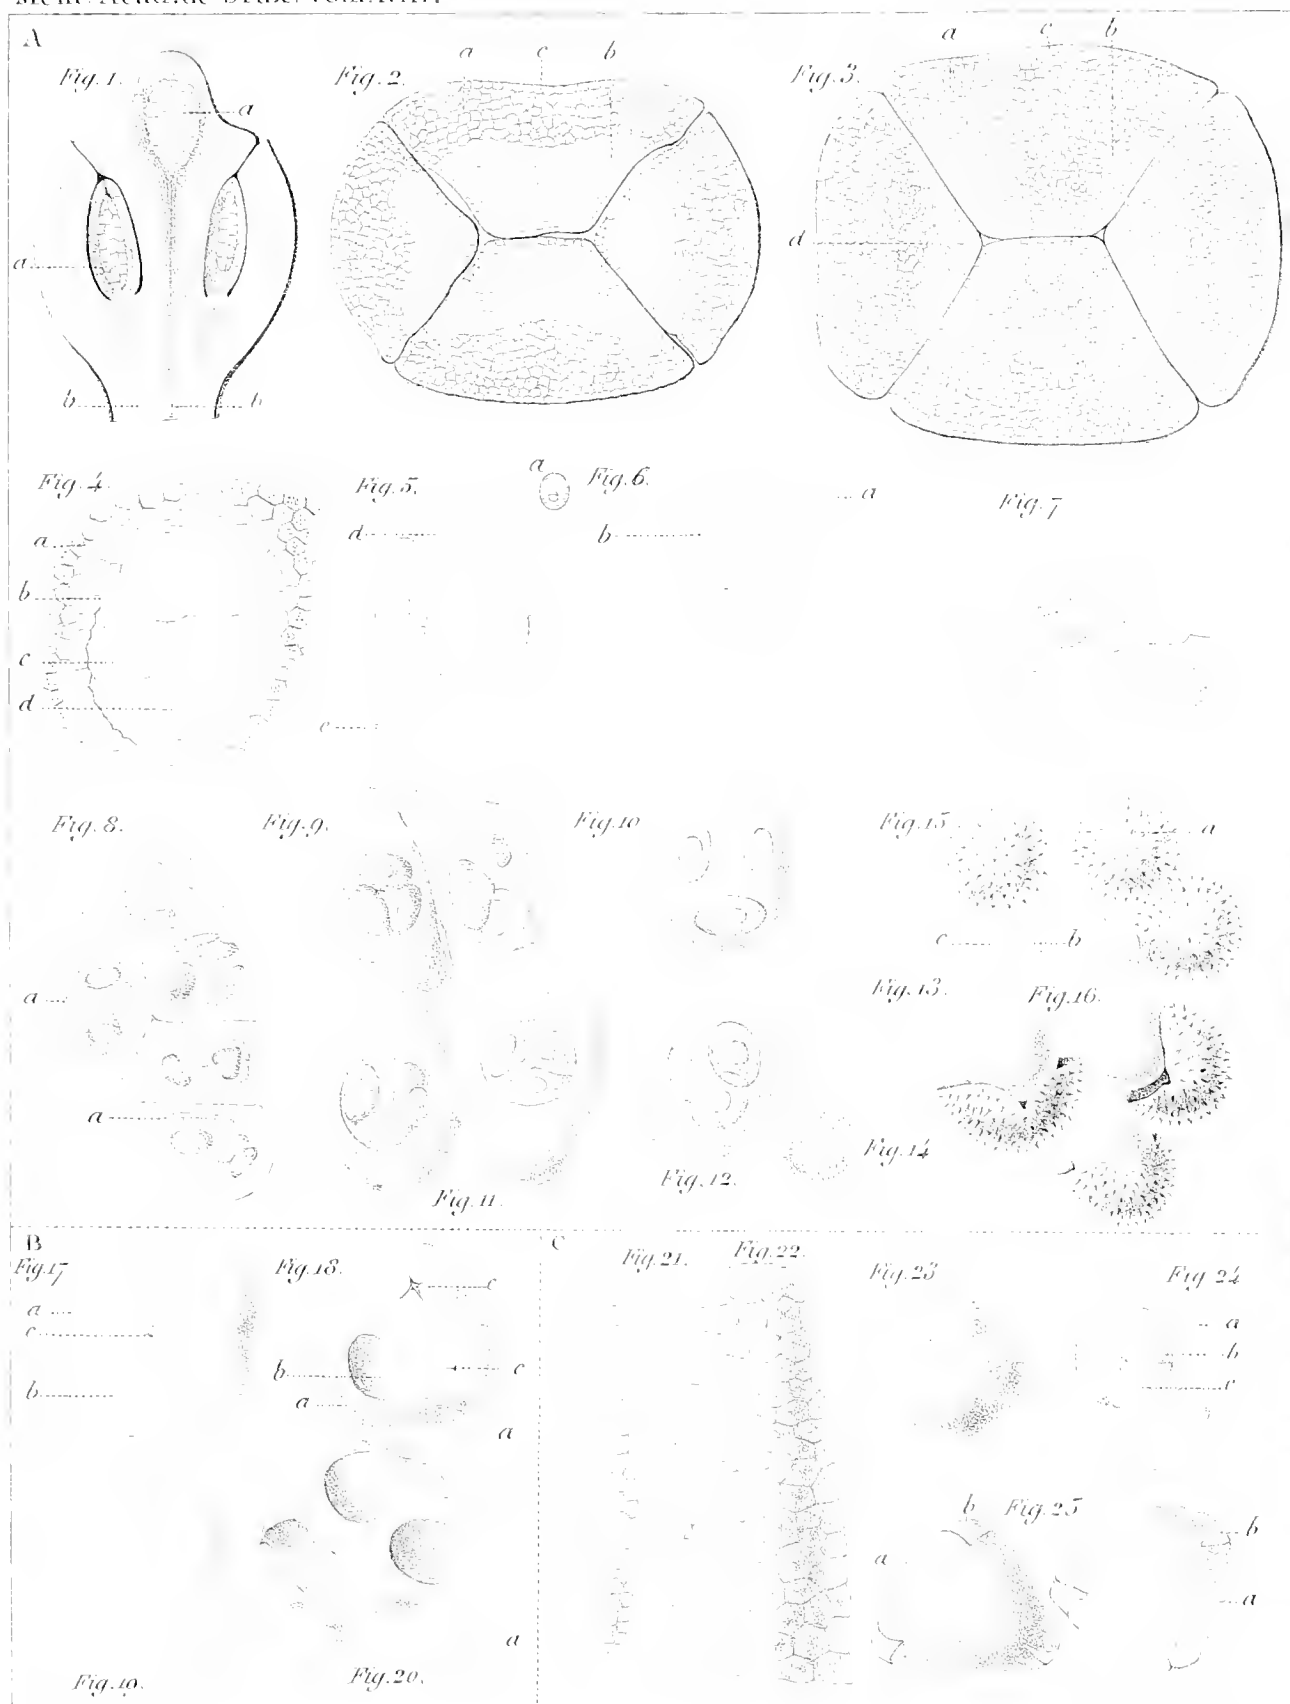 A
Fig. 1.
a
a
b
b
Fig. 2.
a
c
b
Fig. 3.
a
c
b
d
Fig. 4.
a
b
c
d
Fig. 5.
d
c
a
Fig. 6.
b
a
Fig. 7
Fig. 8.
a
a
Fig. 9.
Fig. 10
Fig. 15
a
c
b
Fig. 13.
Fig. 16.
Fig. 14
Fig. 11.
Fig. 12.
B
Fig. 17
a
c
b
Fig. 18.
c
b
c
a
a
a
Fig. 19.
Fig. 20.
C
Fig. 21.
Fig. 22.
Fig. 23
Fig 24
a
b
c
b
Fig. 25
a
b
a